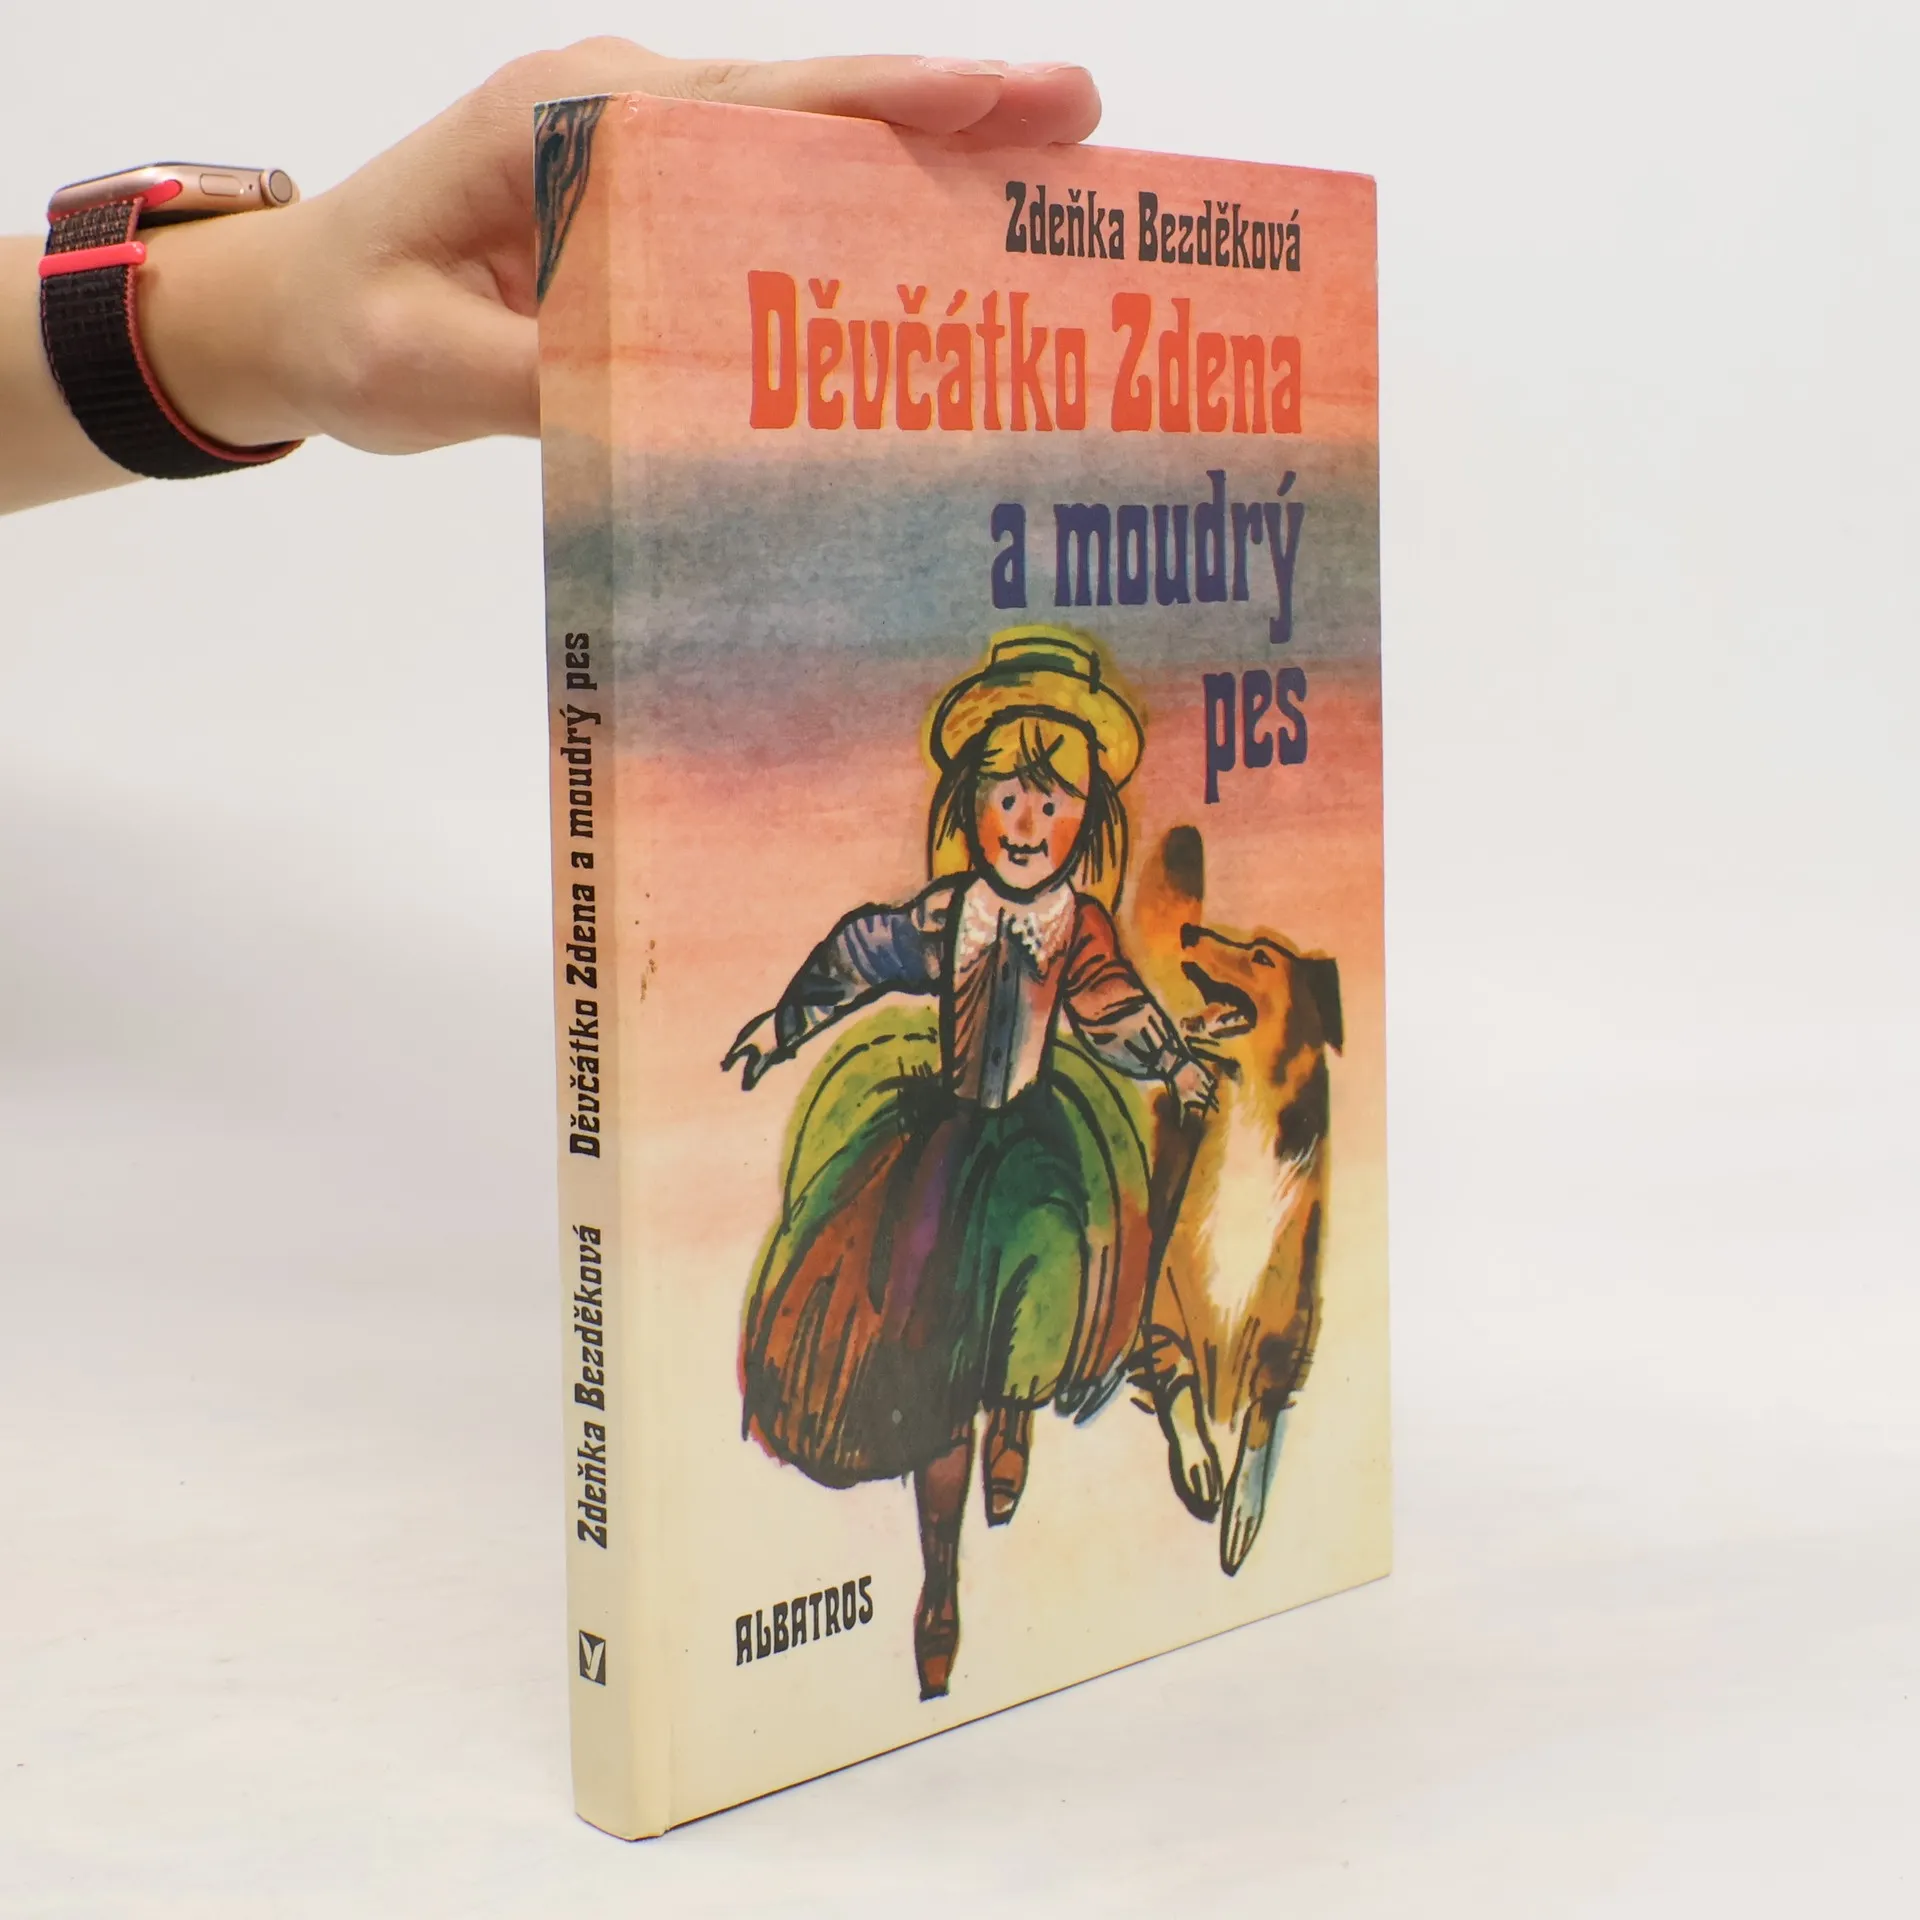 Zdeňka Bezděková
Děvčátko Zdena
a moudrý
pes
ALBATROS
Zdeňka Bezděková Děvčátko Zdena a moudrý pes